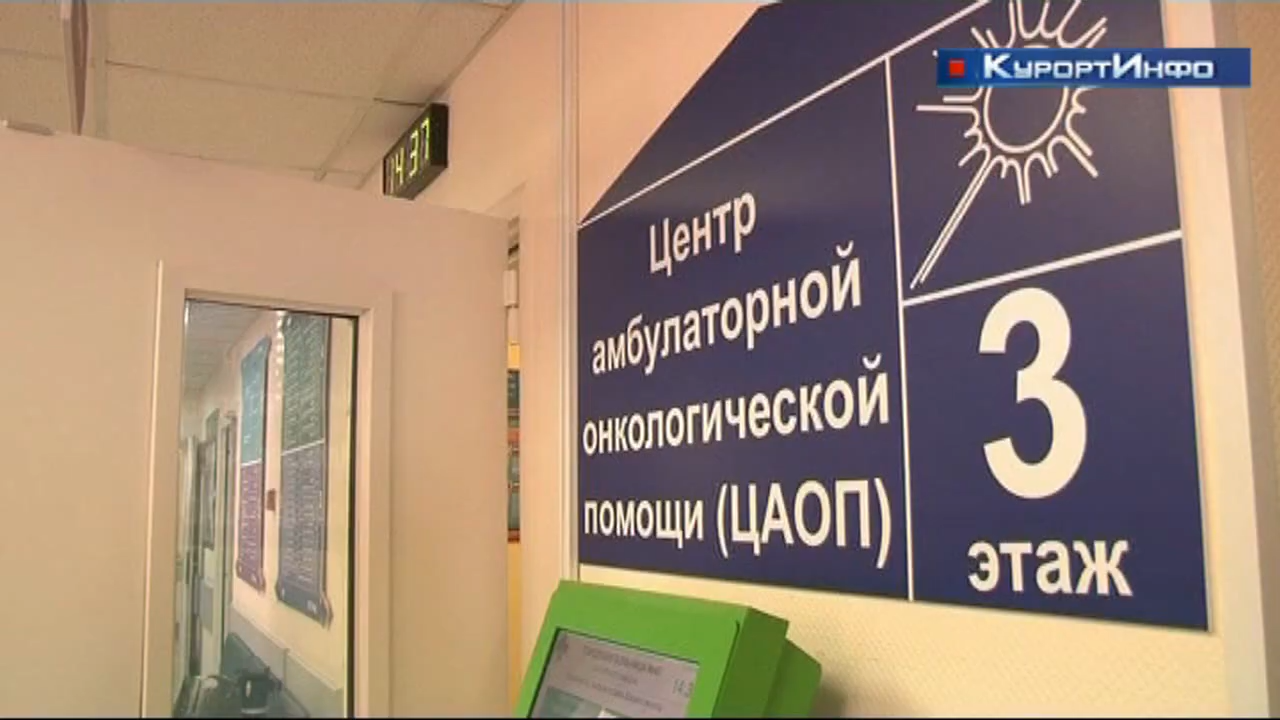 КУРОРТИНФО
14:37
Центр
амбулаторной
онкологической
помощи (ЦАОП)
3
этаж